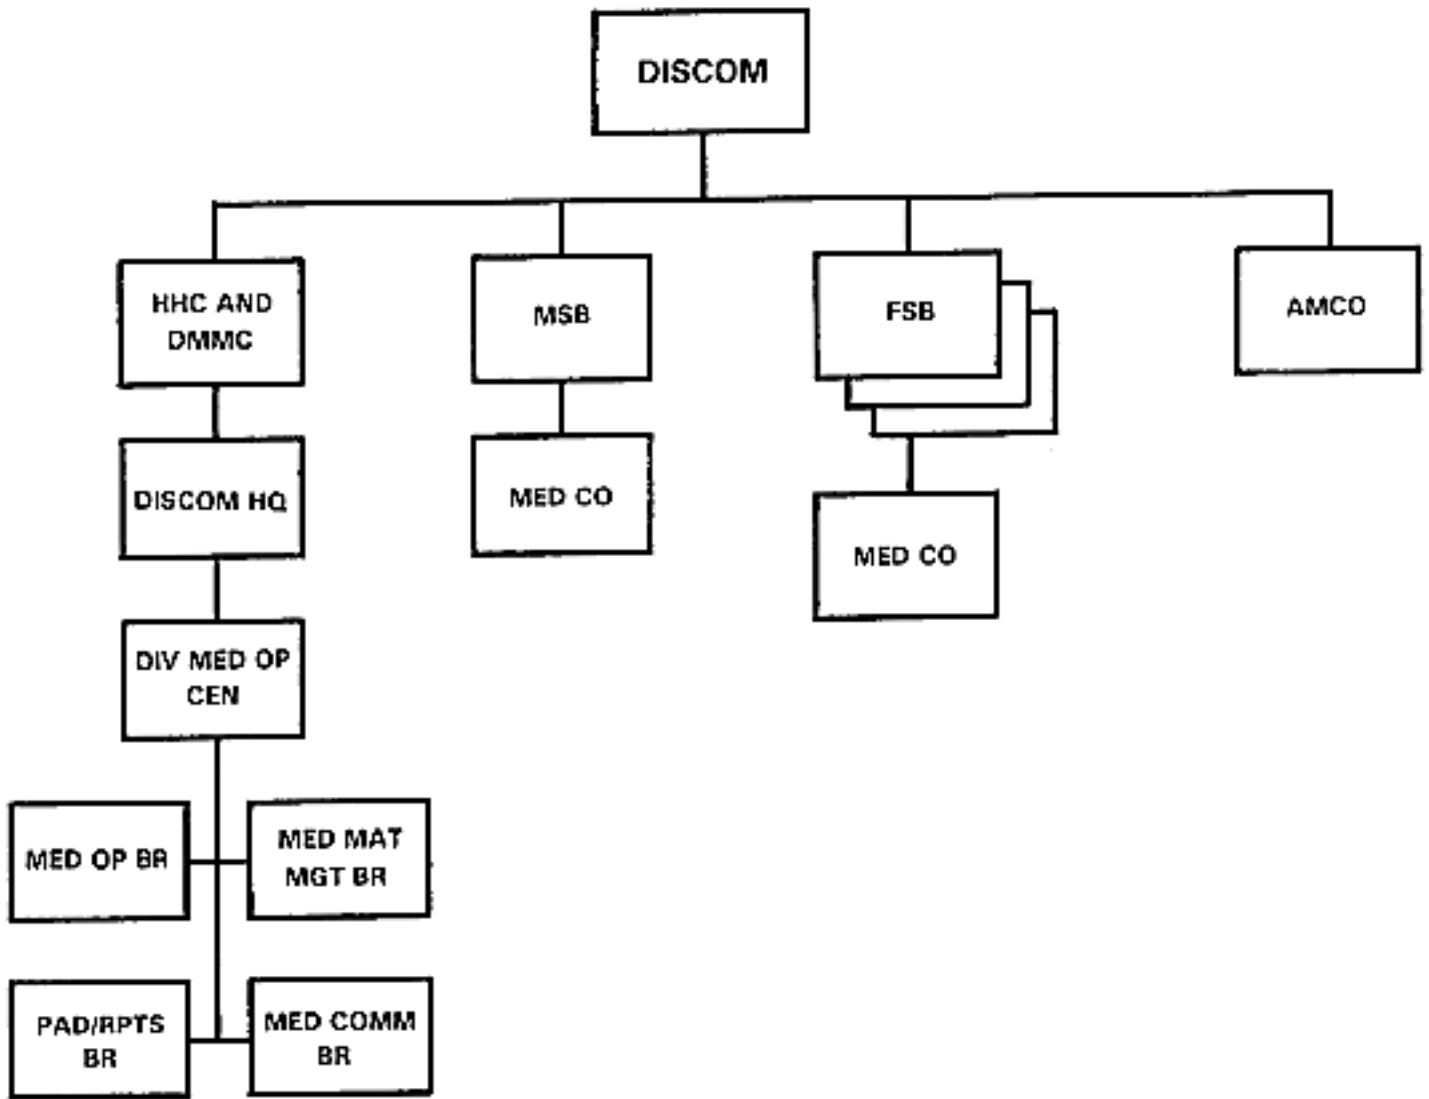 DISCOM
HHC AND
DMMC
MSB
FSB
AMCO
DISCOM HQ
MED CO
MED CO
DIV MED OP
CEN
MED OP BR
MED MAT
MGT BR
PAD/RPTS
BR
MED COMM
BR